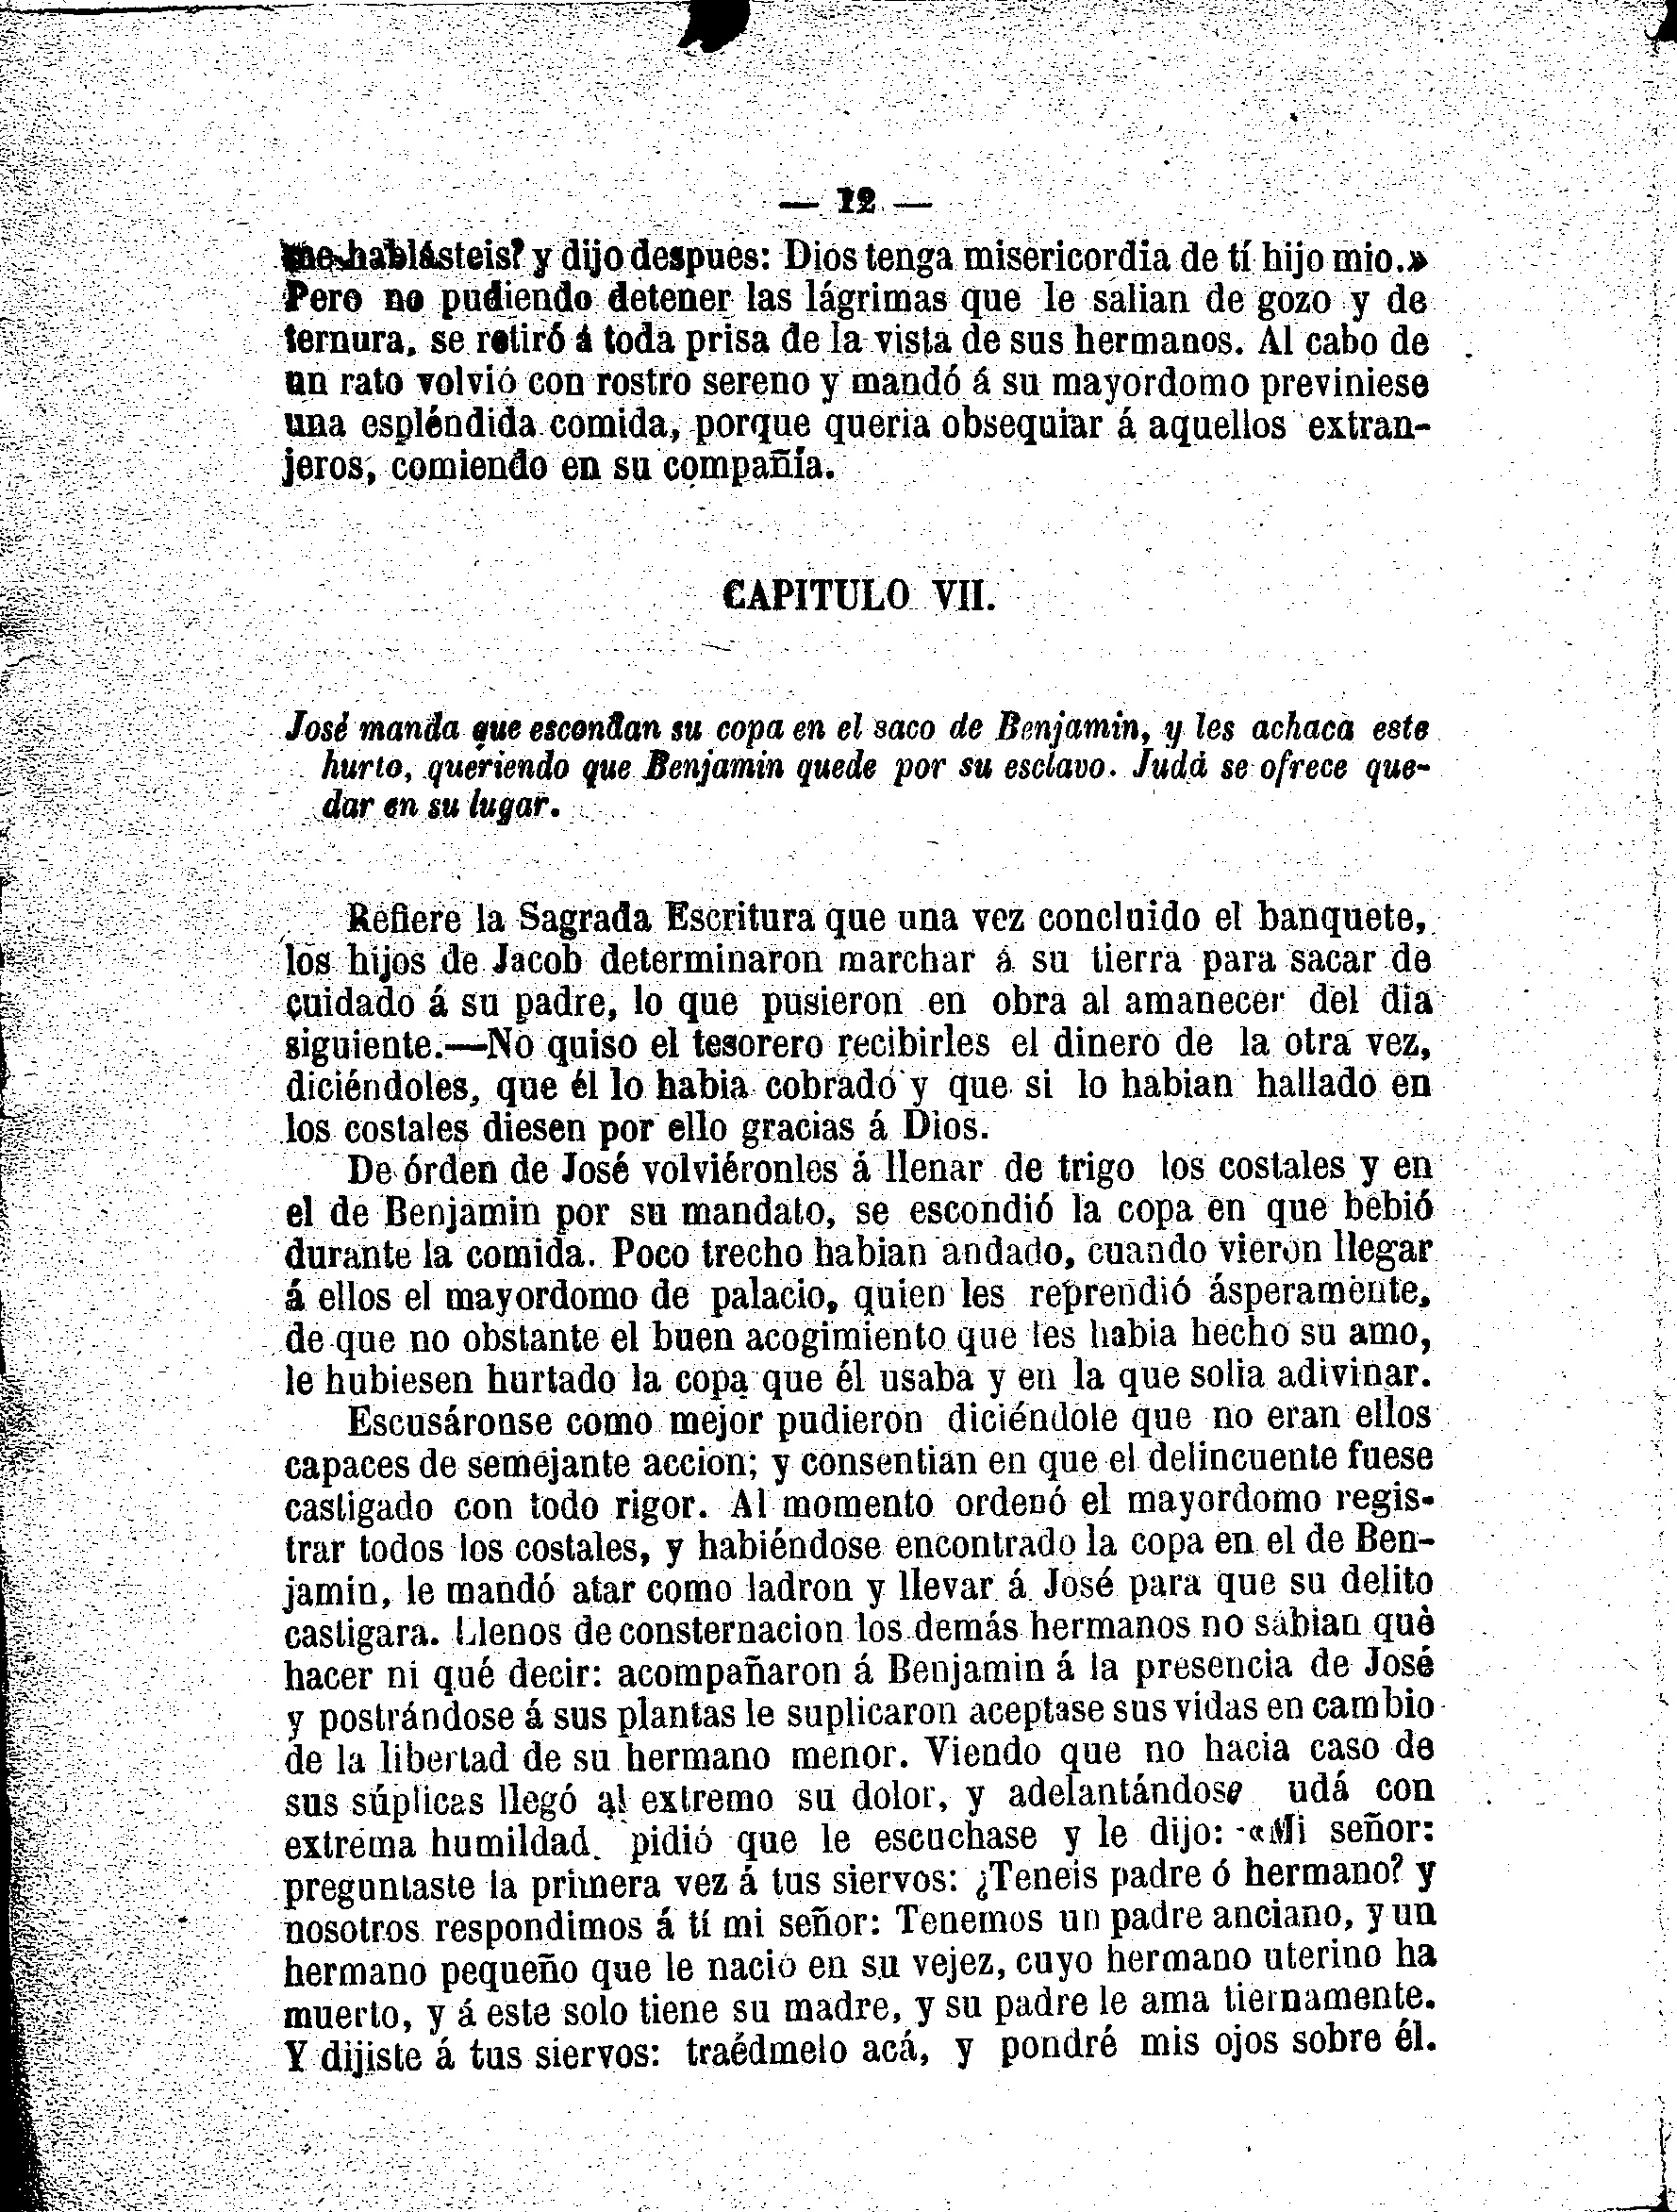 — 12 —
me hablásteis? y dijo despues: Dios tenga misericordia de tí hijo mio.»
Pero no pudiendo detener las lágrimas que le salian de gozo y de
ternura, se retiró á toda prisa de la vista de sus hermanos. Al cabo de
un rato volvió con rostro sereno y mandó á su mayordomo previniese
una espléndida comida, porque queria obsequiar á aquellos extran-
jeros, comiendo en su compañía.
CAPITULO VII.
José manda que escondan su copa en el saco de Benjamin, y les achaca este
hurto, queriendo que Benjamin quede por su esclavo. Judá se ofrece que-
dar en su lugar.
Refiere la Sagrada Escritura que una vez concluido el banquete,
los hijos de Jacob determinaron marchar á su tierra para sacar de
cuidado á su padre, lo que pusieron en obra al amanecer del dia
siguiente.—No quiso el tesorero recibirles el dinero de la otra vez,
diciéndoles, que él lo habia cobrado y que si lo habian hallado en
los costales diesen por ello gracias á Dios.
De órden de José volviéronles á llenar de trigo los costales y en
el de Benjamin por su mandato, se escondió la copa en que bebió
durante la comida. Poco trecho habian andado, cuando vieron llegar
á ellos el mayordomo de palacio, quien les reprendió ásperamente,
de que no obstante el buen acogimiento que les habia hecho su amo,
le hubiesen hurtado la copa que él usaba y en la que solia adivinar.
Escusáronse como mejor pudieron diciéndole que no eran ellos
capaces de semejante accion; y consentian en que el delincuente fuese
castigado con todo rigor. Al momento ordenó el mayordomo regis-
trar todos los costales, y habiéndose encontrado la copa en el de Ben-
jamin, le mandó atar como ladron y llevar á José para que su delito
castigara. Llenos de consternacion los demás hermanos no sabian què
hacer ni qué decir: acompañaron á Benjamin á la presencia de José
y postrándose á sus plantas le suplicaron aceptase sus vidas en cambio
de la libertad de su hermano menor. Viendo que no hacia caso de
sus súplicas llegó al extremo su dolor, y adelantándose udá con
extrema humildad. pidió que le escuchase y le dijo: «Mi señor:
preguntaste la primera vez á tus siervos: ¿Teneis padre ó hermano? y
nosotros respondimos á tí mi señor: Tenemos un padre anciano, y un
hermano pequeño que le nació en su vejez, cuyo hermano uterino ha
muerto, y á este solo tiene su madre, y su padre le ama tiernamente.
Y dijiste á tus siervos: traédmelo acá, y pondré mis ojos sobre él.